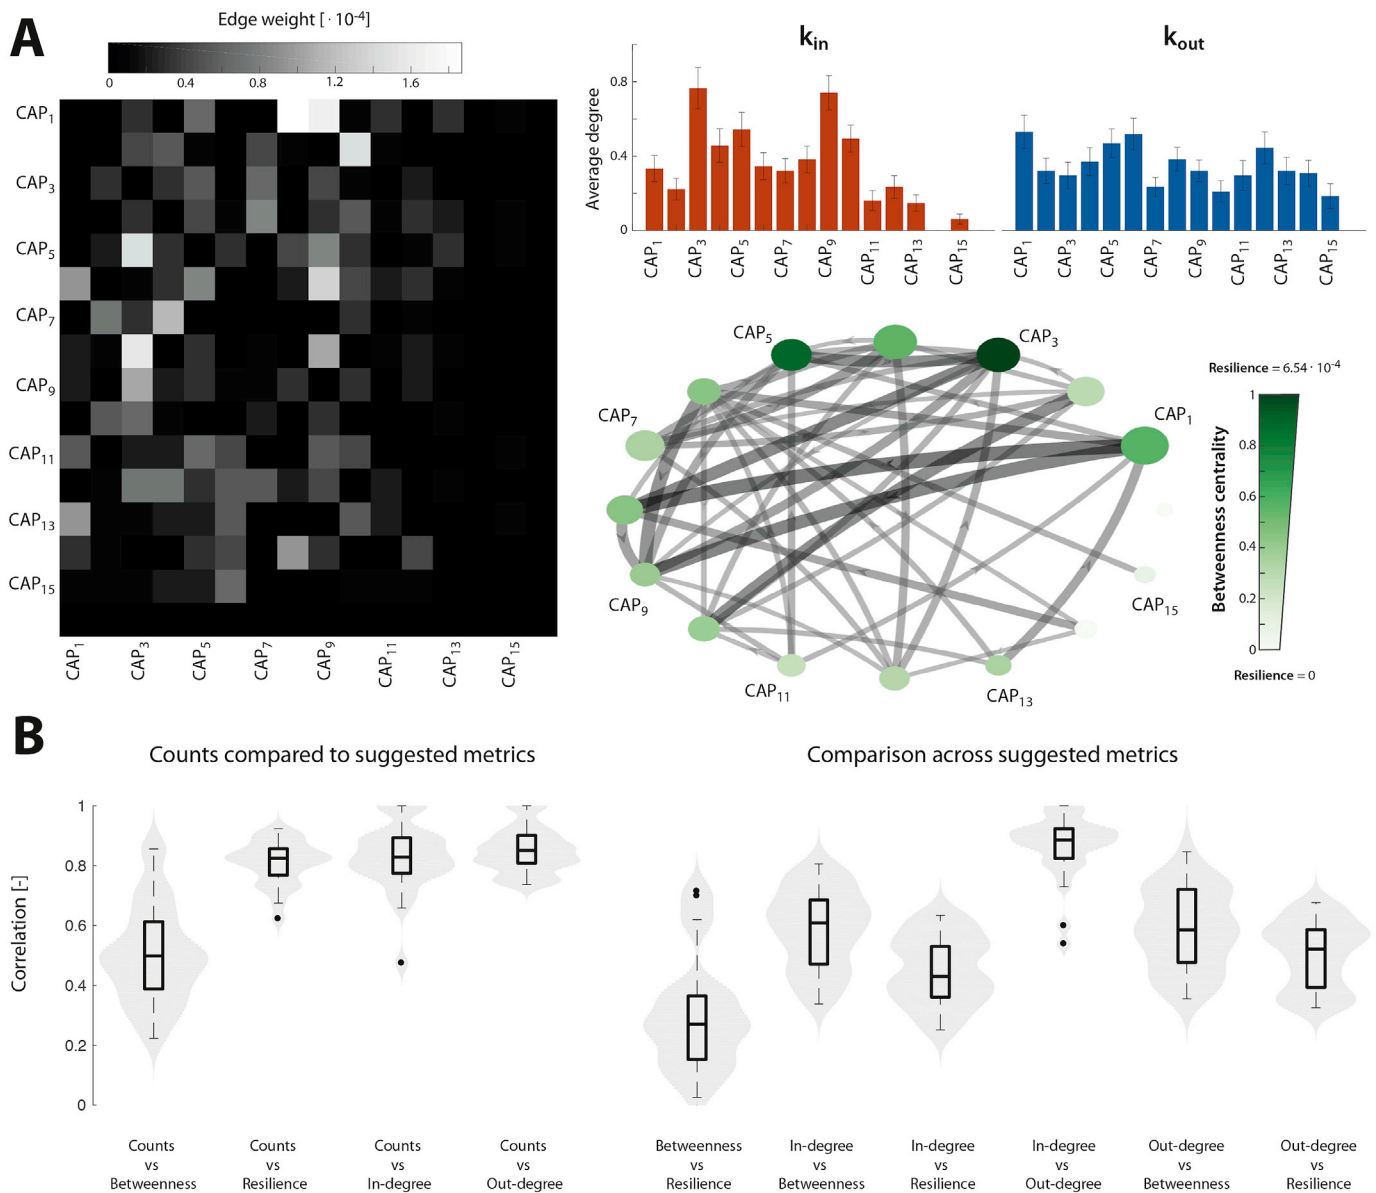 A
Edge weight [ · 10⁻⁴]
0 0.4 0.8 1.2 1.6
CAP₁
CAP₃
CAP₅
CAP₇
CAP₉
CAP₁₁
CAP₁₃
CAP₁₅
CAP₁ CAP₃ CAP₅ CAP₇ CAP₉ CAP₁₁ CAP₁₃ CAP₁₅
kᵢₙ
Average degree
0.8
0.4
0
CAP₁ CAP₃ CAP₅ CAP₇ CAP₉ CAP₁₁ CAP₁₃ CAP₁₅
kₒᵤₜ
CAP₁ CAP₃ CAP₅ CAP₇ CAP₉ CAP₁₁ CAP₁₃ CAP₁₅
CAP₅
CAP₃
CAP₇
CAP₁
CAP₉
CAP₁₅
CAP₁₁
CAP₁₃
Resilience = 6.54 · 10⁻⁴
Betweenness centrality
1
0.8
0.6
0.4
0.2
0
Resilience = 0
B
Counts compared to suggested metrics
Correlation [-]
1
0.8
0.6
0.4
0.2
0
Counts
vs
Betweenness
Counts
vs
Resilience
Counts
vs
In-degree
Counts
vs
Out-degree
Comparison across suggested metrics
Betweenness
vs
Resilience
In-degree
vs
Betweenness
In-degree
vs
Resilience
In-degree
vs
Out-degree
Out-degree
vs
Betweenness
Out-degree
vs
Resilience